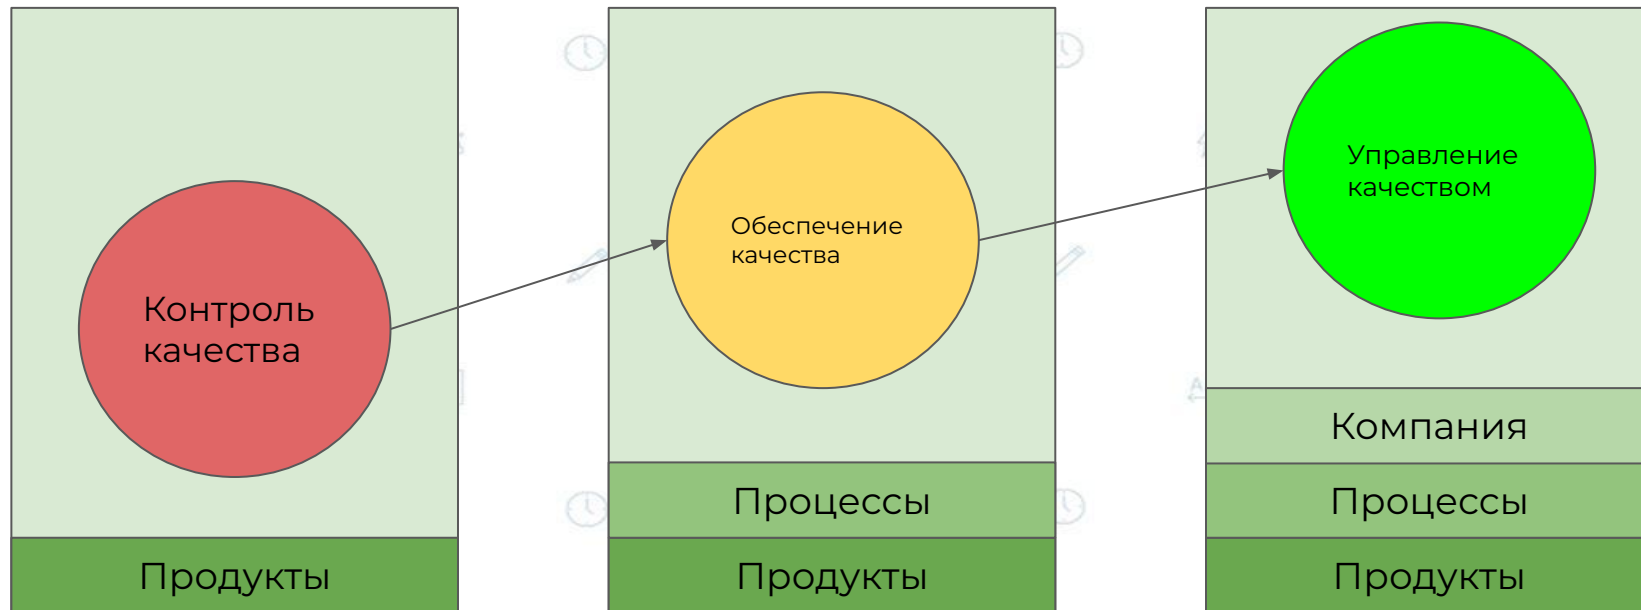 Контроль
качества
Продукты
Обеспечение
качества
Процессы
Продукты
Управление
качеством
Компания
Процессы
Продукты